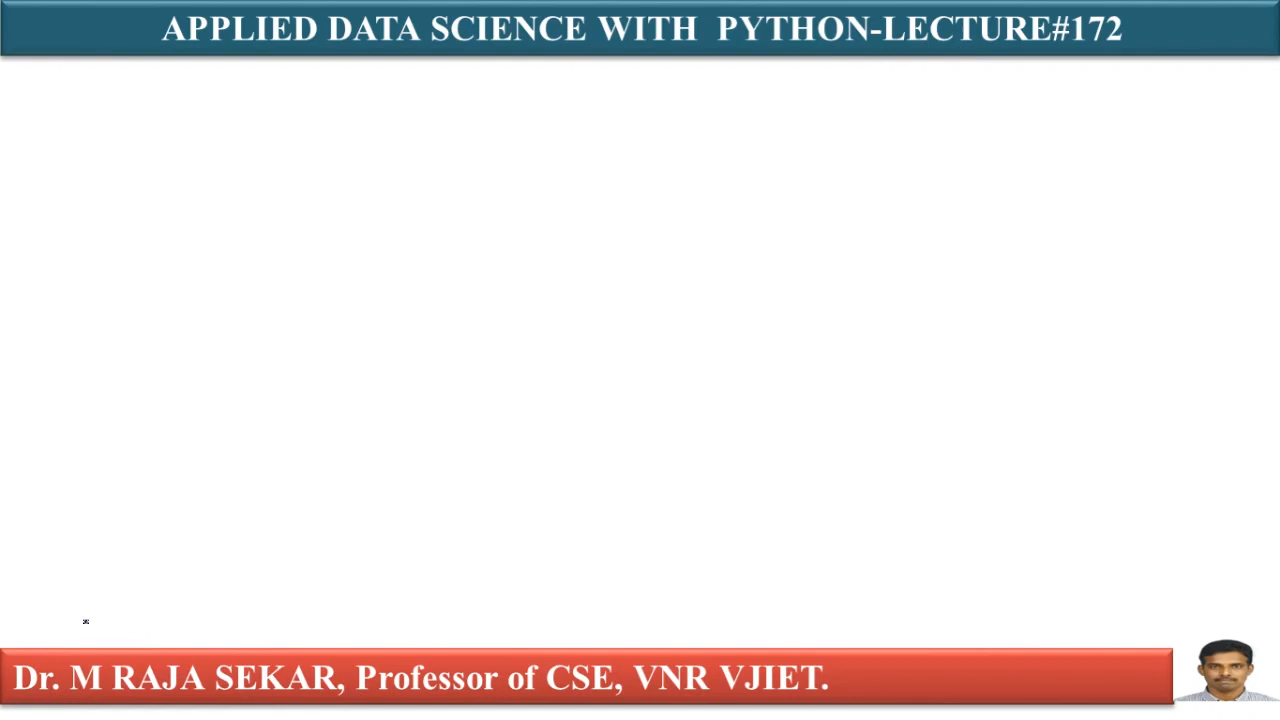 APPLIED DATA SCIENCE WITH PYTHON-LECTURE#172
Dr. M RAJA SEKAR, Professor of CSE, VNR VJIET.